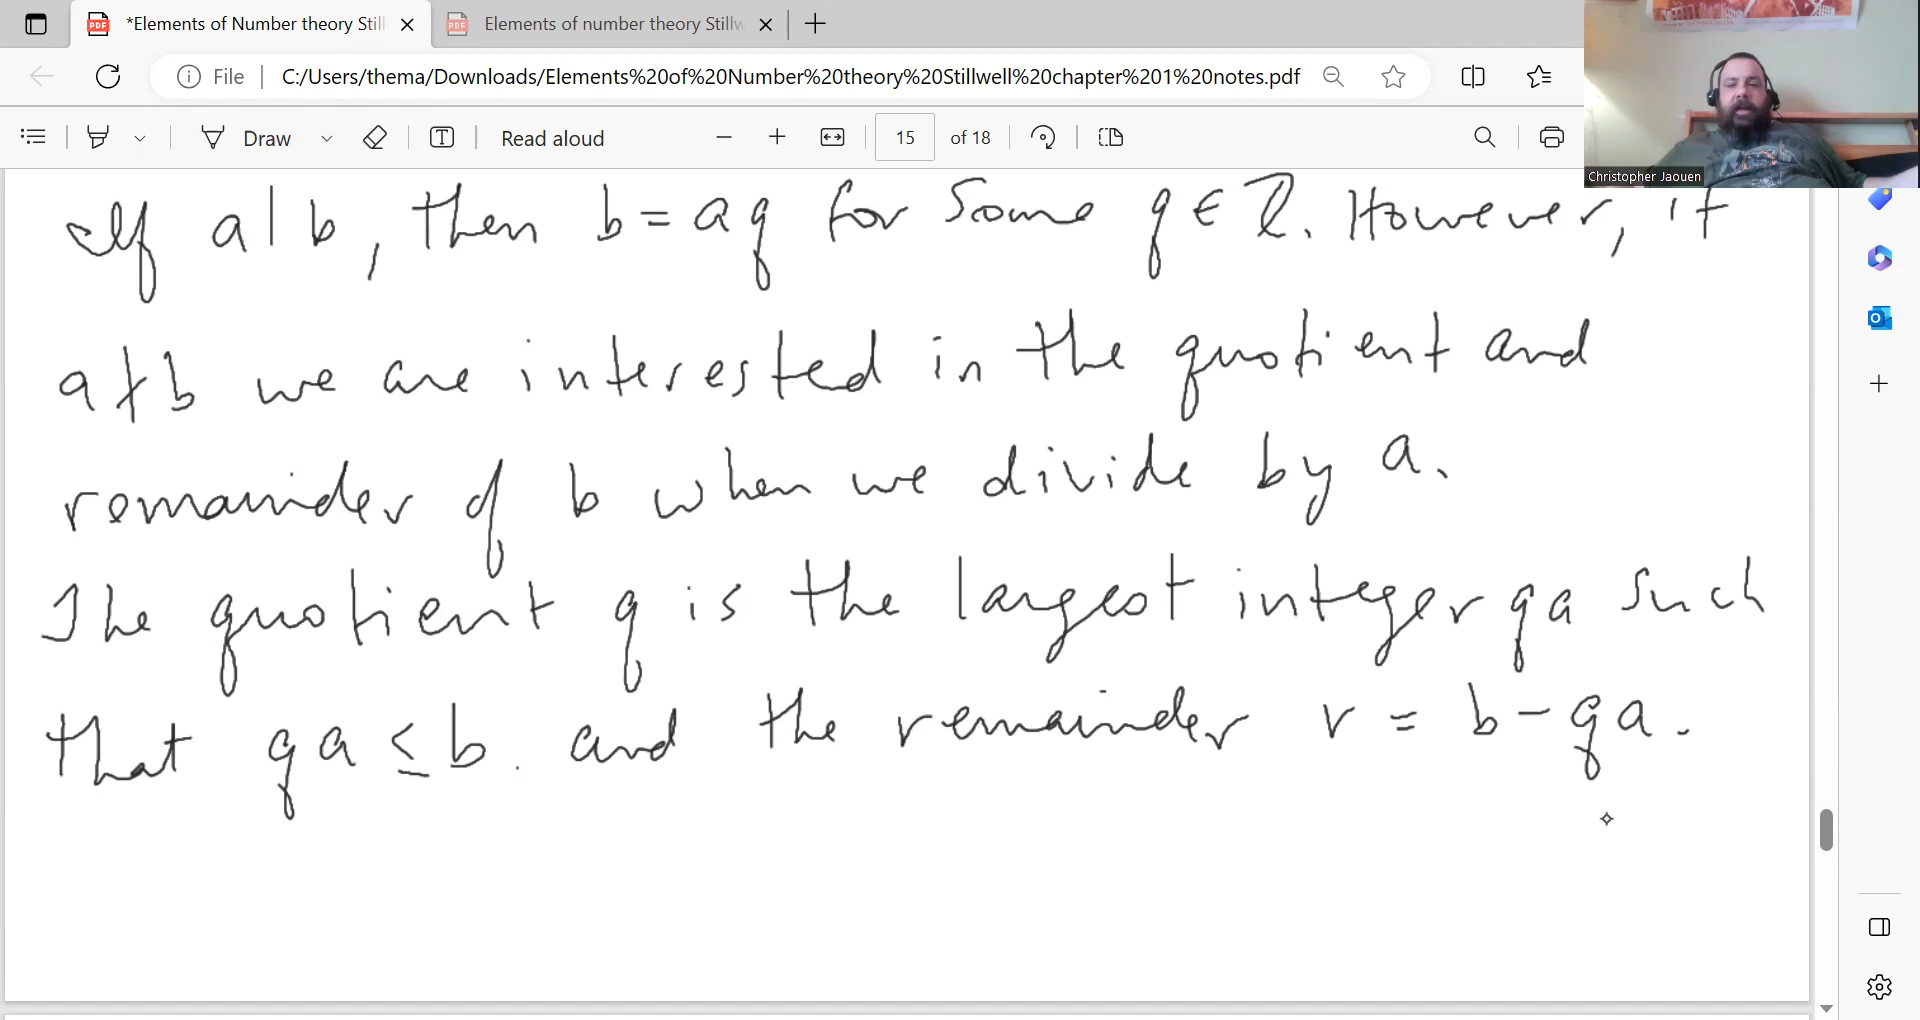 *Elements of Number theory Still
Elements of number theory Stillw
File
C:/Users/thema/Downloads/Elements%20of%20Number%20theory%20Stillwell%20chapter%201%20notes.pdf
Draw
Read aloud
15
of 18
Christopher Jaouen
If a|b, then b = aq for some q ∈ ℤ. However, if
a∤b we are interested in the quotient and
remainder of b when we divide by a.
The quotient q is the largest integer qa such
that qa ≤ b. and the remainder r = b - qa.